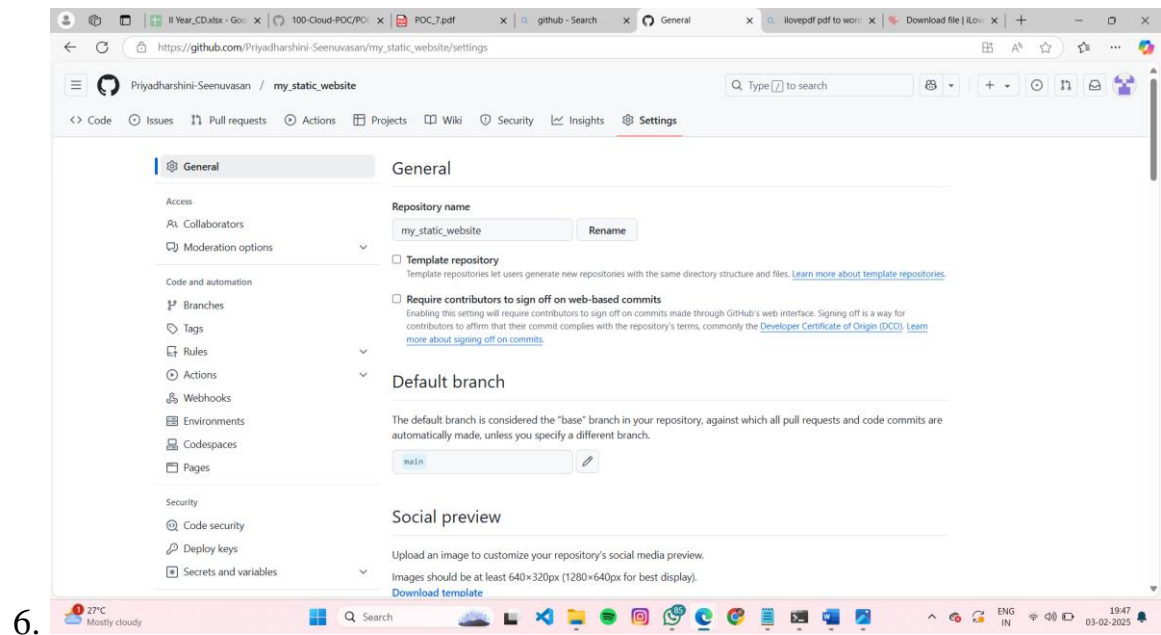 II Year_CD.xlsx - Goo
100-Cloud-POC/PO
POC_7.pdf
github - Search
General
ilovepdf pdf to word
Download file | iLov
https://github.com/Priyadharshini-Seenuvasan/my_static_website/settings
Priyadharshini-Seenuvasan / my_static_website
Type / to search
<> Code Issues Pull requests Actions Projects Wiki Security Insights Settings
General
Access
Collaborators
Moderation options
Code and automation
Branches
Tags
Rules
Actions
Webhooks
Environments
Codespaces
Pages
Security
Code security
Deploy keys
Secrets and variables
General
Repository name
my_static_website Rename
Template repository
Template repositories let users generate new repositories with the same directory structure and files. Learn more about template repositories.
Require contributors to sign off on web-based commits
Enabling this setting will require contributors to sign off on commits made through GitHub's web interface. Signing off is a way for
contributors to affirm that their commit complies with the repository's terms, commonly the Developer Certificate of Origin (DCO). Learn
more about signing off on commits.
Default branch
The default branch is considered the "base" branch in your repository, against which all pull requests and code commits are
automatically made, unless you specify a different branch.
main
Social preview
Upload an image to customize your repository's social media preview.
Images should be at least 640×320px (1280×640px for best display).
Download template
6.
1
27°C
Mostly cloudy
Search
85
ENG
IN
19:47
03-02-2025